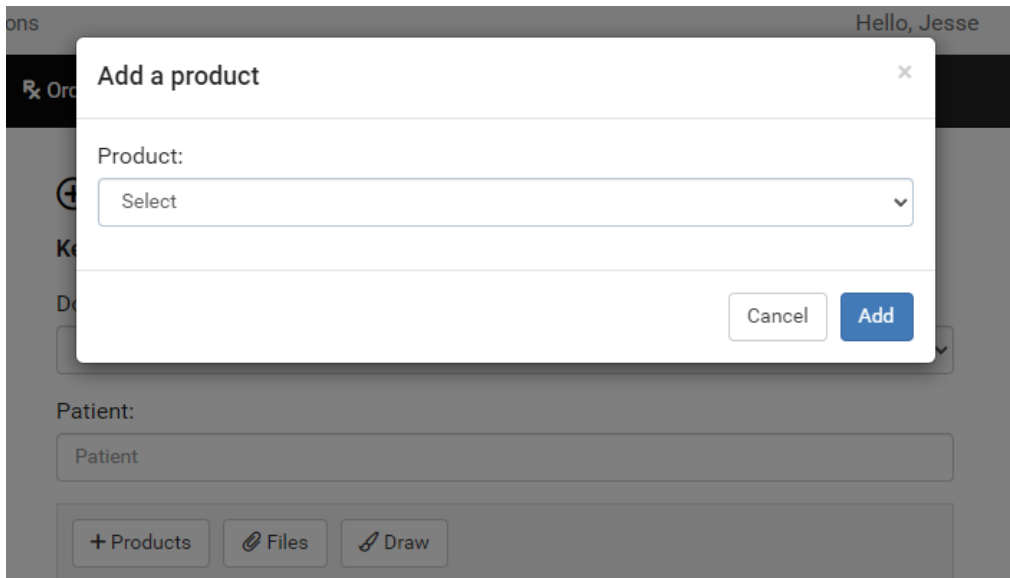 ons
Hello, Jesse
Add a product
×
Product:
Select
Cancel
Add
Patient:
Patient
+ Products
Files
Draw